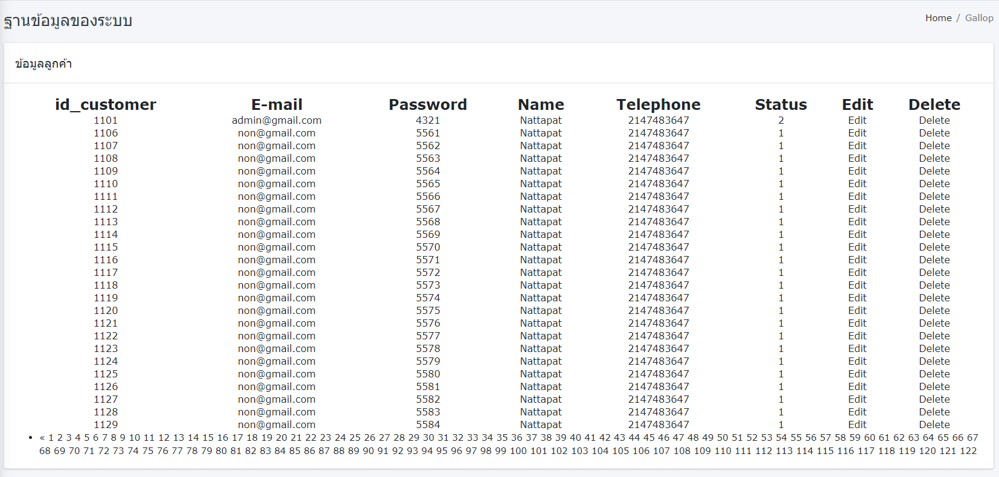 ฐานข้อมูลของระบบ
Home / Gallop
ข้อมูลลูกค้า
id_customer E-mail Password Name Telephone Status Edit Delete
1101 admin@gmail.com 4321 Nattapat 2147483647 2 Edit Delete
1106 non@gmail.com 5561 Nattapat 2147483647 1 Edit Delete
1107 non@gmail.com 5562 Nattapat 2147483647 1 Edit Delete
1108 non@gmail.com 5563 Nattapat 2147483647 1 Edit Delete
1109 non@gmail.com 5564 Nattapat 2147483647 1 Edit Delete
1110 non@gmail.com 5565 Nattapat 2147483647 1 Edit Delete
1111 non@gmail.com 5566 Nattapat 2147483647 1 Edit Delete
1112 non@gmail.com 5567 Nattapat 2147483647 1 Edit Delete
1113 non@gmail.com 5568 Nattapat 2147483647 1 Edit Delete
1114 non@gmail.com 5569 Nattapat 2147483647 1 Edit Delete
1115 non@gmail.com 5570 Nattapat 2147483647 1 Edit Delete
1116 non@gmail.com 5571 Nattapat 2147483647 1 Edit Delete
1117 non@gmail.com 5572 Nattapat 2147483647 1 Edit Delete
1118 non@gmail.com 5573 Nattapat 2147483647 1 Edit Delete
1119 non@gmail.com 5574 Nattapat 2147483647 1 Edit Delete
1120 non@gmail.com 5575 Nattapat 2147483647 1 Edit Delete
1121 non@gmail.com 5576 Nattapat 2147483647 1 Edit Delete
1122 non@gmail.com 5577 Nattapat 2147483647 1 Edit Delete
1123 non@gmail.com 5578 Nattapat 2147483647 1 Edit Delete
1124 non@gmail.com 5579 Nattapat 2147483647 1 Edit Delete
1125 non@gmail.com 5580 Nattapat 2147483647 1 Edit Delete
1126 non@gmail.com 5581 Nattapat 2147483647 1 Edit Delete
1127 non@gmail.com 5582 Nattapat 2147483647 1 Edit Delete
1128 non@gmail.com 5583 Nattapat 2147483647 1 Edit Delete
1129 non@gmail.com 5584 Nattapat 2147483647 1 Edit Delete
• « 1 2 3 4 5 6 7 8 9 10 11 12 13 14 15 16 17 18 19 20 21 22 23 24 25 26 27 28 29 30 31 32 33 34 35 36 37 38 39 40 41 42 43 44 45 46 47 48 49 50 51 52 53 54 55 56 57 58 59 60 61 62 63 64 65 66 67
68 69 70 71 72 73 74 75 76 77 78 79 80 81 82 83 84 85 86 87 88 89 90 91 92 93 94 95 96 97 98 99 100 101 102 103 104 105 106 107 108 109 110 111 112 113 114 115 116 117 118 119 120 121 122